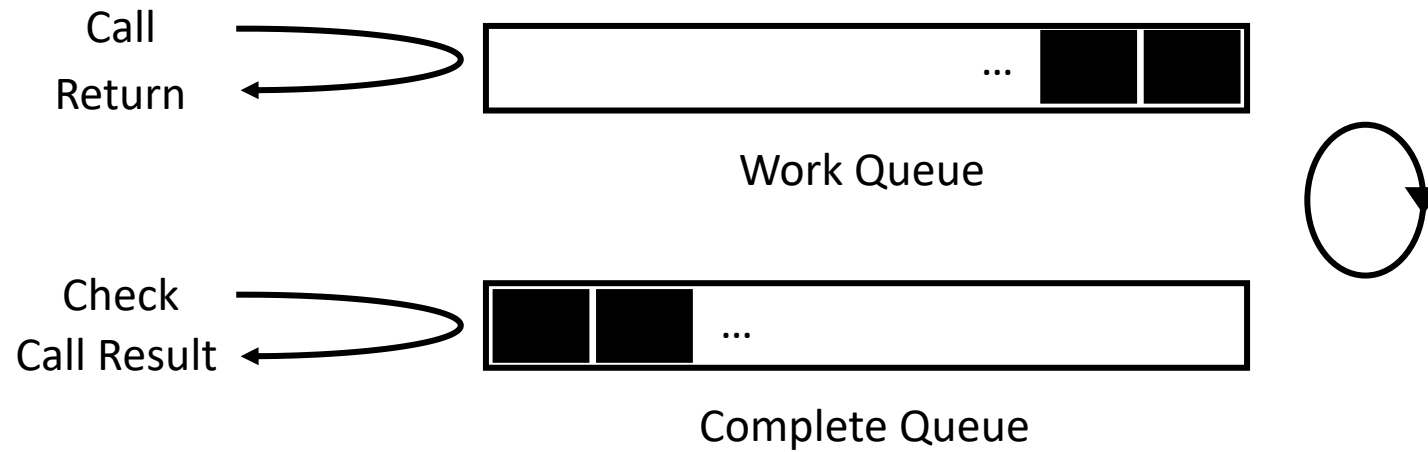 Call
Return
...
Work Queue
Check
Call Result
...
Complete Queue